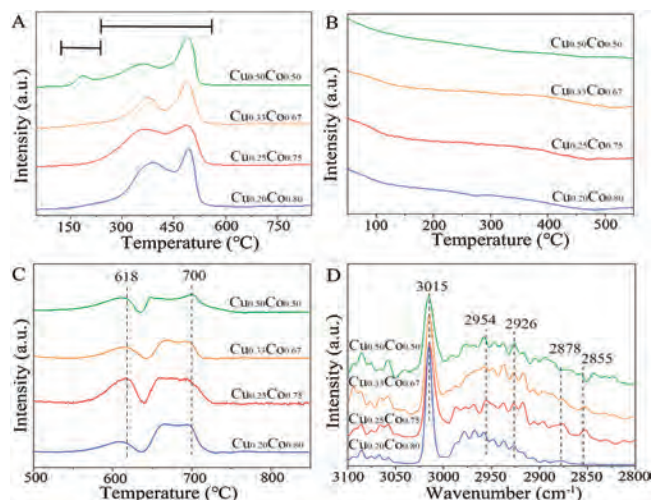 A
Cu0.50Co0.50
Cu0.33Co0.67
Cu0.25Co0.75
Cu0.20Co0.80
Intensity (a.u.)
150 300 450 600 750
Temperature (°C)
B
Cu0.50Co0.50
Cu0.33Co0.67
Cu0.25Co0.75
Cu0.20Co0.80
Intensity (a.u.)
100 200 300 400 500
Temperature (°C)
C
618 700
Cu0.50Co0.50
Cu0.33Co0.67
Cu0.25Co0.75
Cu0.20Co0.80
Intensity (a.u.)
500 600 700 800
Temperature (°C)
D
3015
2954
2926
2878
2855
Cu0.50Co0.50
Cu0.33Co0.67
Cu0.25Co0.75
Cu0.20Co0.80
Intensity (a.u.)
3100 3050 3000 2950 2900 2850 2800
Wavenumber (cm⁻¹)